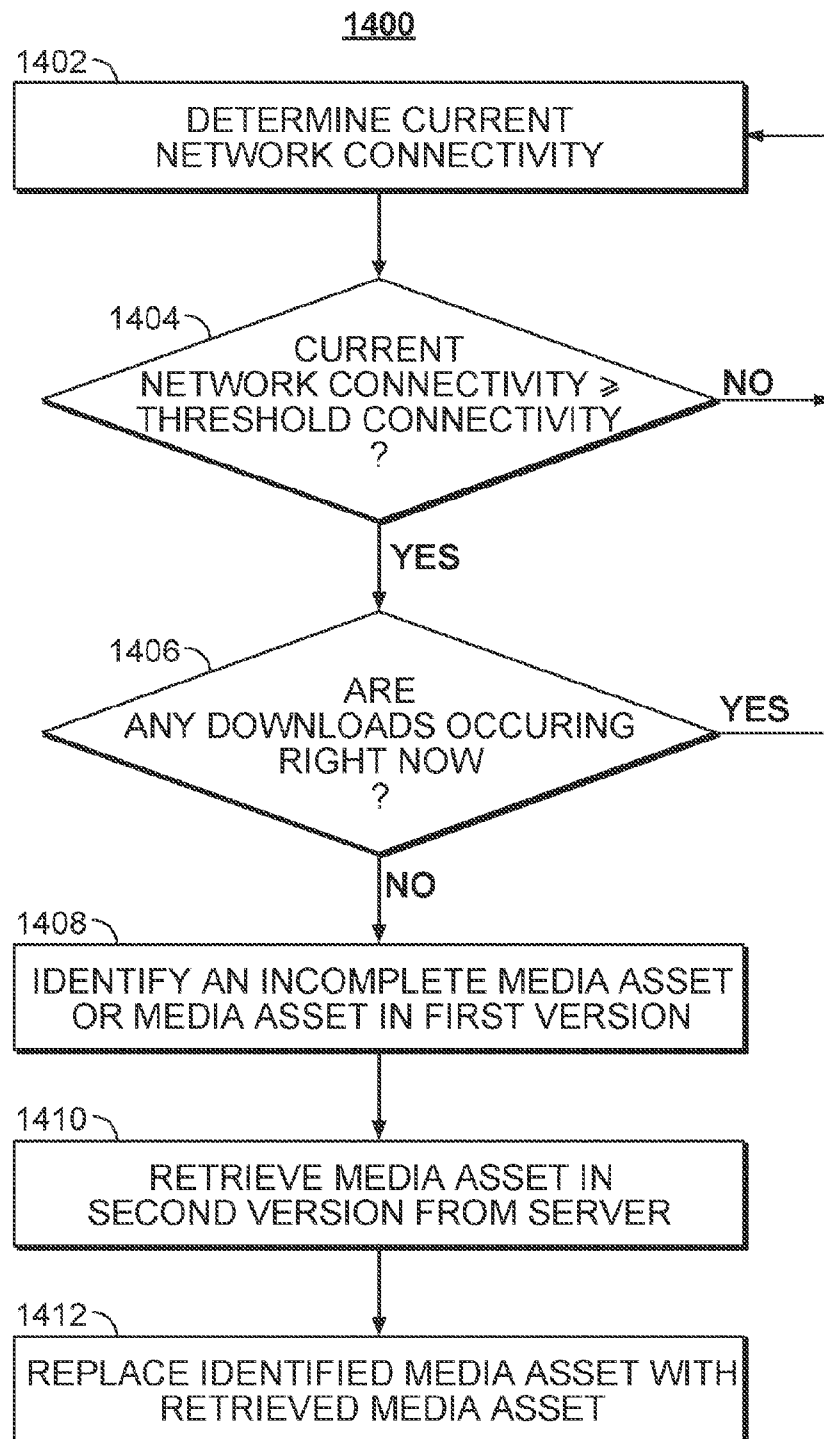 1400
1402
DETERMINE CURRENT
NETWORK CONNECTIVITY
1404
CURRENT
NETWORK CONNECTIVITY ⩾
THRESHOLD CONNECTIVITY
?
NO
YES
1406
ARE
ANY DOWNLOADS OCCURING
RIGHT NOW
?
YES
NO
1408
IDENTIFY AN INCOMPLETE MEDIA ASSET
OR MEDIA ASSET IN FIRST VERSION
1410
RETRIEVE MEDIA ASSET IN
SECOND VERSION FROM SERVER
1412
REPLACE IDENTIFIED MEDIA ASSET WITH
RETRIEVED MEDIA ASSET